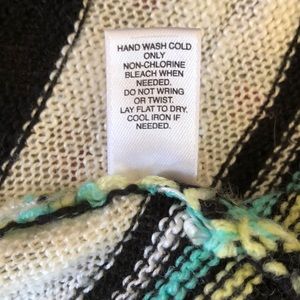 HAND WASH COLD
ONLY
NON-CHLORINE
BLEACH WHEN
NEEDED.
DO NOT WRING
OR TWIST.
LAY FLAT TO DRY.
COOL IRON IF
NEEDED.